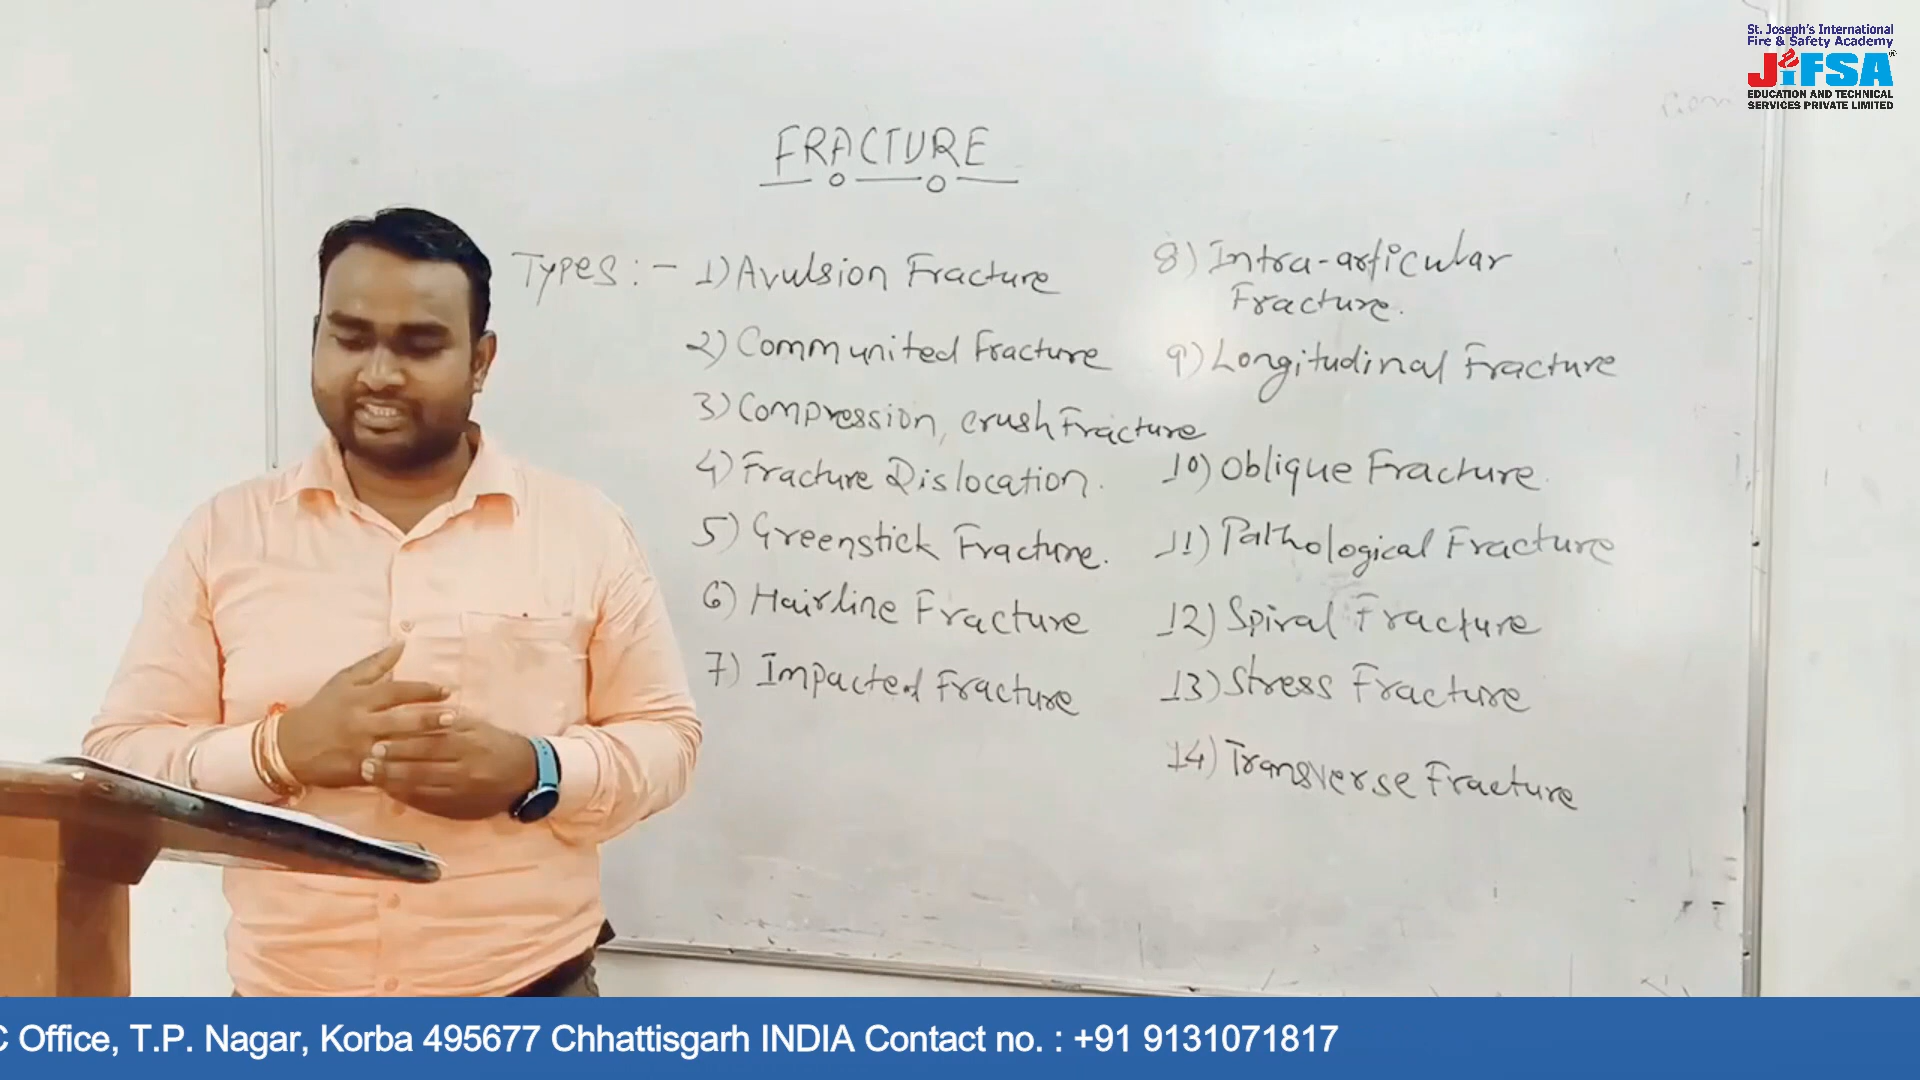 St. Joseph's International
Fire & Safety Academy
JiFSA
EDUCATION AND TECHNICAL
SERVICES PRIVATE LIMITED
FRACTURE
Types :- 1) Avulsion Fracture
2) Communited Fracture
3) Compression, crush Fracture
4) Fracture Dislocation.
5) Greenstick Fracture.
6) Hairline Fracture
7) Impacted Fracture
8) Intra-articular
Fracture.
9) Longitudinal Fracture
10) Oblique Fracture
11) Pathological Fracture
12) Spiral Fracture
13) Stress Fracture
14) Transverse Fracture
Office, T.P. Nagar, Korba 495677 Chhattisgarh INDIA Contact no. : +91 9131071817